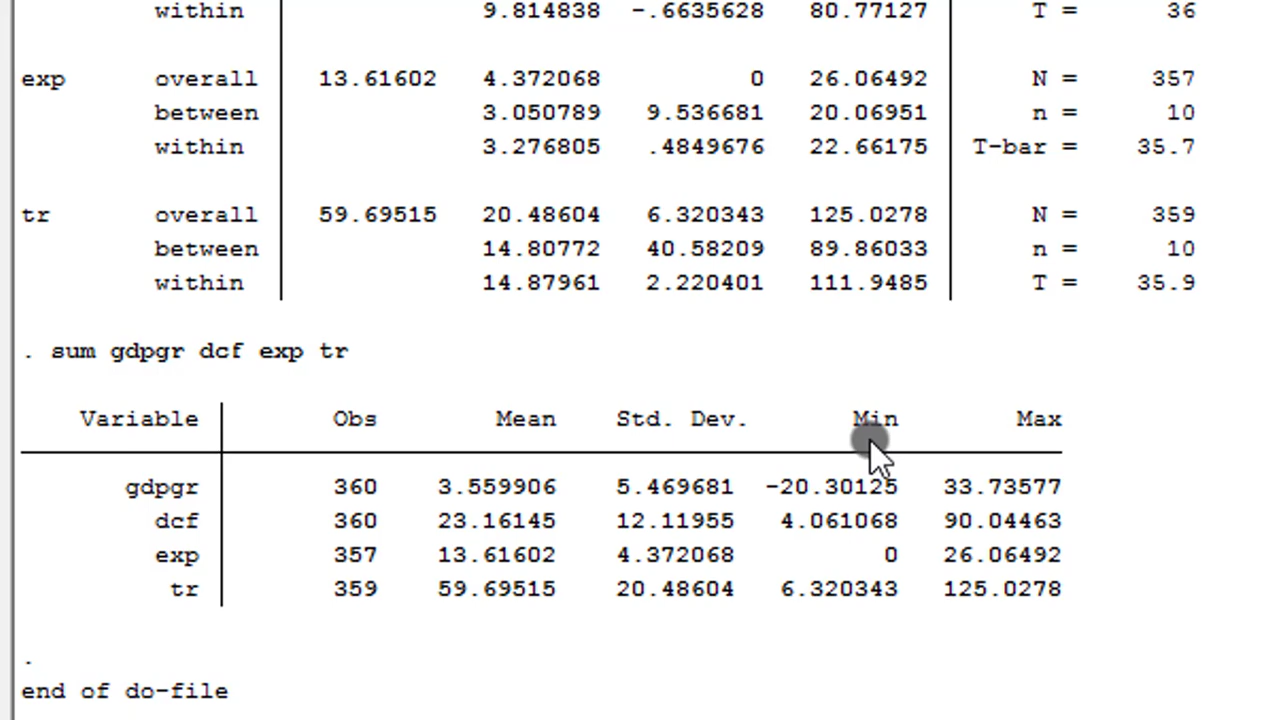 within 9.814838 -.6635628 80.77127 T = 36
exp overall 13.61602 4.372068 0 26.06492 N = 357
between 3.050789 9.536681 20.06951 n = 10
within 3.276805 .4849676 22.66175 T-bar = 35.7
tr overall 59.69515 20.48604 6.320343 125.0278 N = 359
between 14.80772 40.58209 89.86033 n = 10
within 14.87961 2.220401 111.9485 T = 35.9
. sum gdpgr dcf exp tr
Variable Obs Mean Std. Dev. Min Max
gdpgr 360 3.559906 5.469681 -20.30125 33.73577
dcf 360 23.16145 12.11955 4.061068 90.04463
exp 357 13.61602 4.372068 0 26.06492
tr 359 59.69515 20.48604 6.320343 125.0278
.
end of do-file